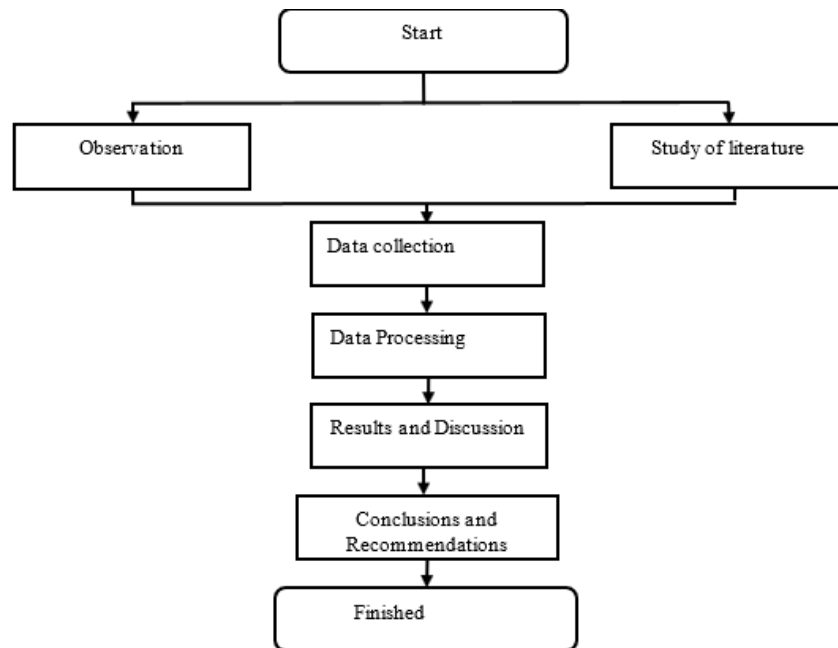 Start
Observation
Study of literature
Data collection
Data Processing
Results and Discussion
Conclusions and
Recommendations
Finished